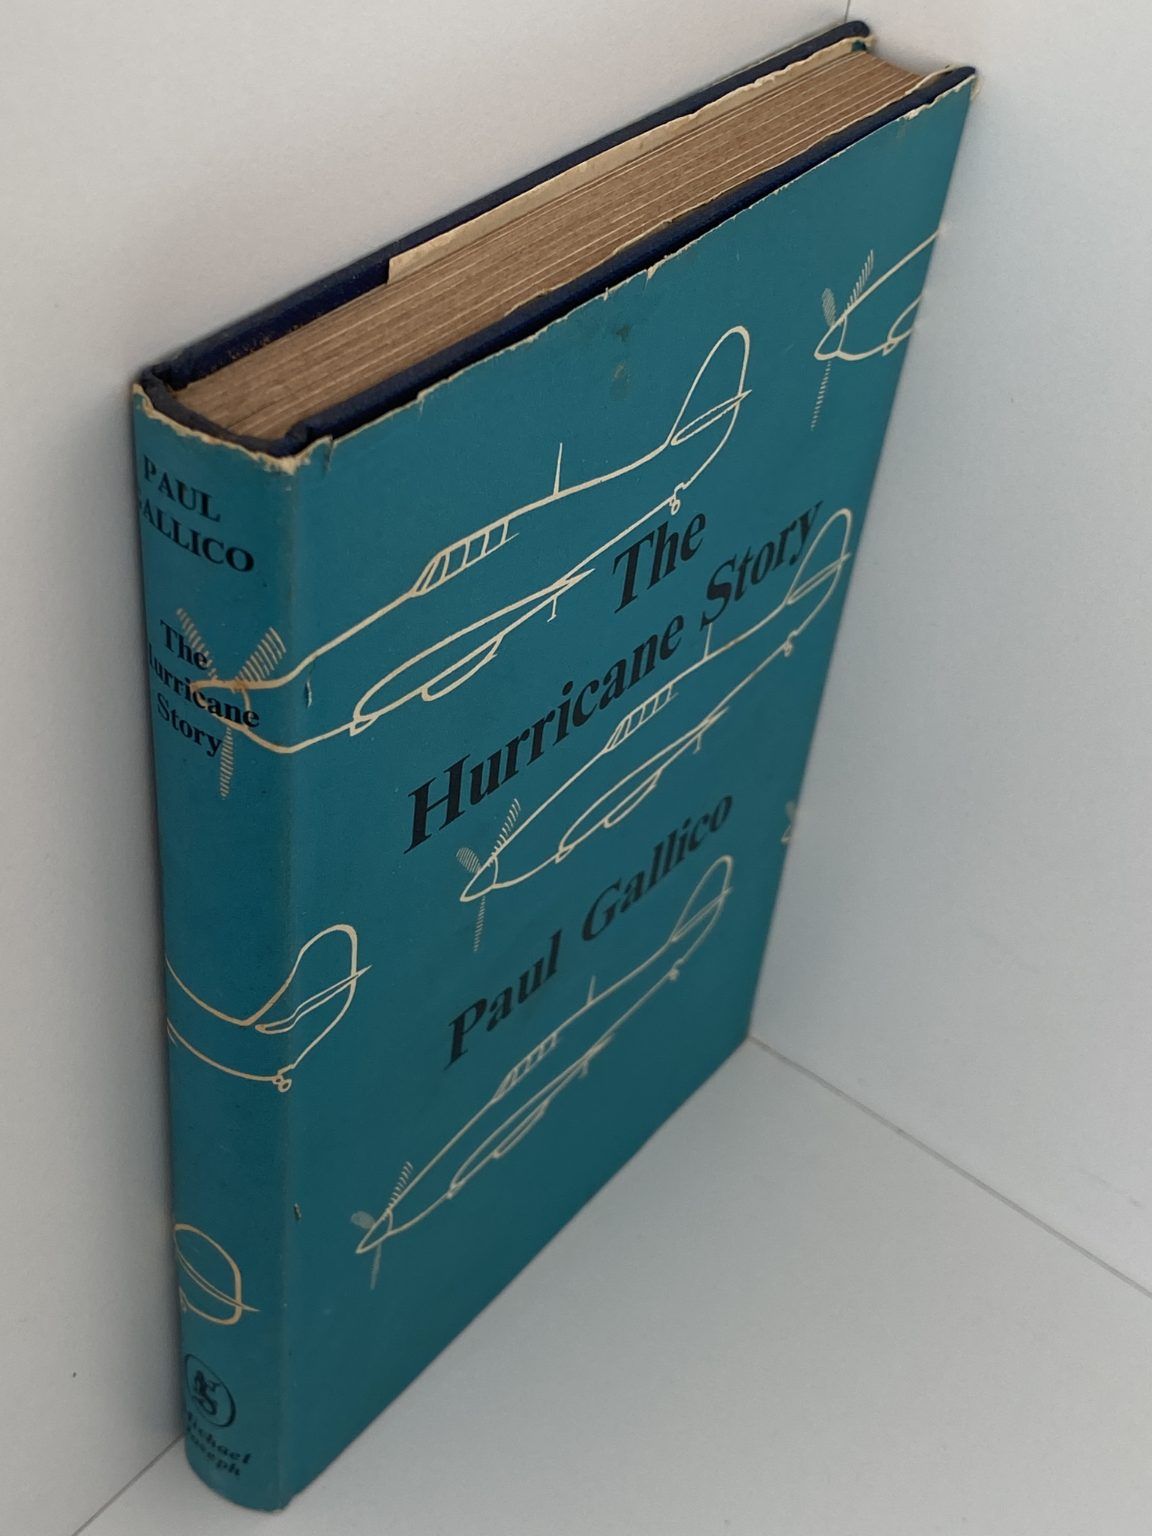 PAUL
GALLICO
The
Hurricane
Story
Michael
Joseph
The
Hurricane Story
Paul Gallico